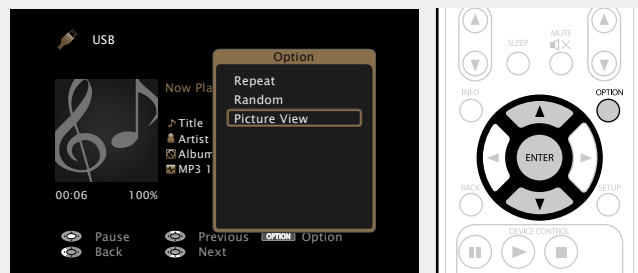 USB
Option
Now Pla
Repeat
Random
Picture View
Title
Artist
Album
MP3 1
00:06 100%
Pause Previous OPTION Option
Back Next
SLEEP MUTE
INFO OPTION
ENTER
BACK SETUP
DEVICE CONTROL